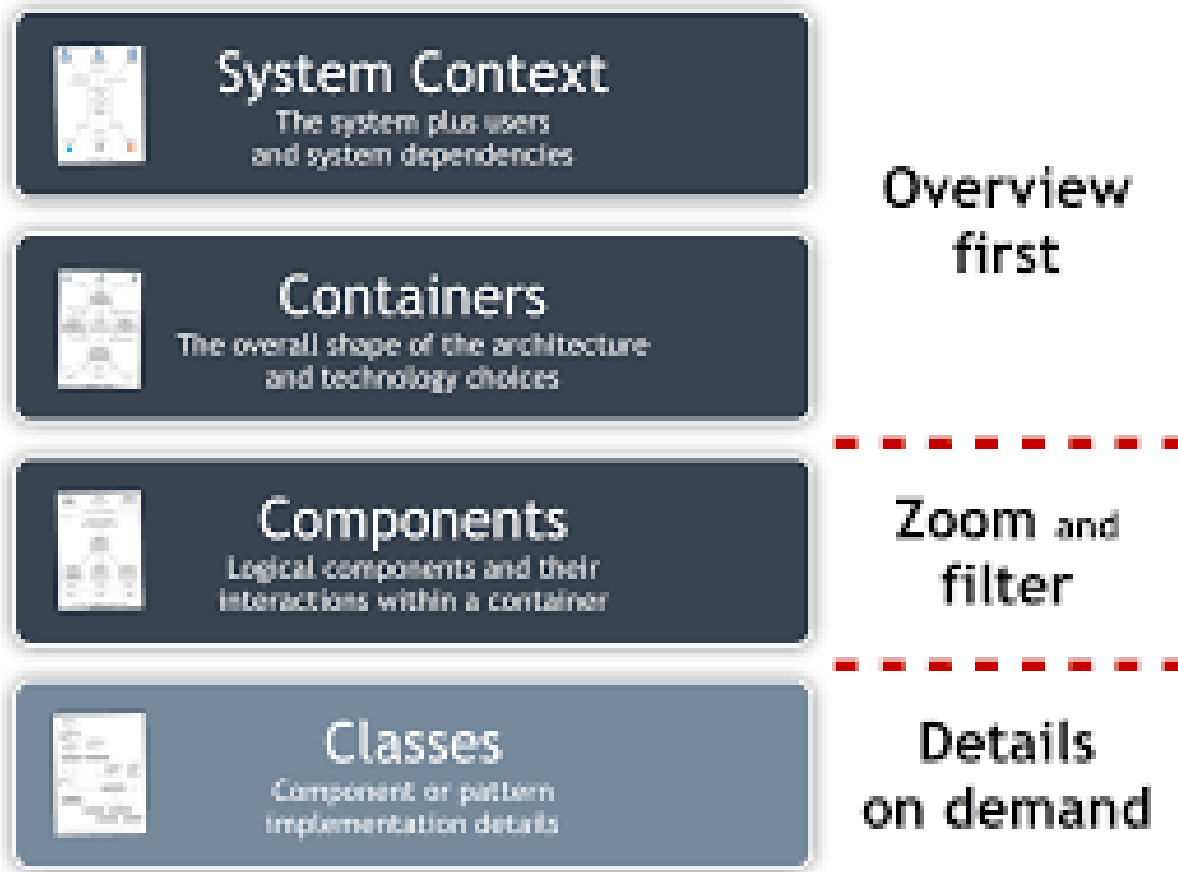 System Context
The system plus users
and system dependencies
Overview
first
Containers
The overall shape of the architecture
and technology choices
Components
Logical components and their
interactions within a container
Zoom and
filter
Classes
Component or pattern
implementation details
Details
on demand